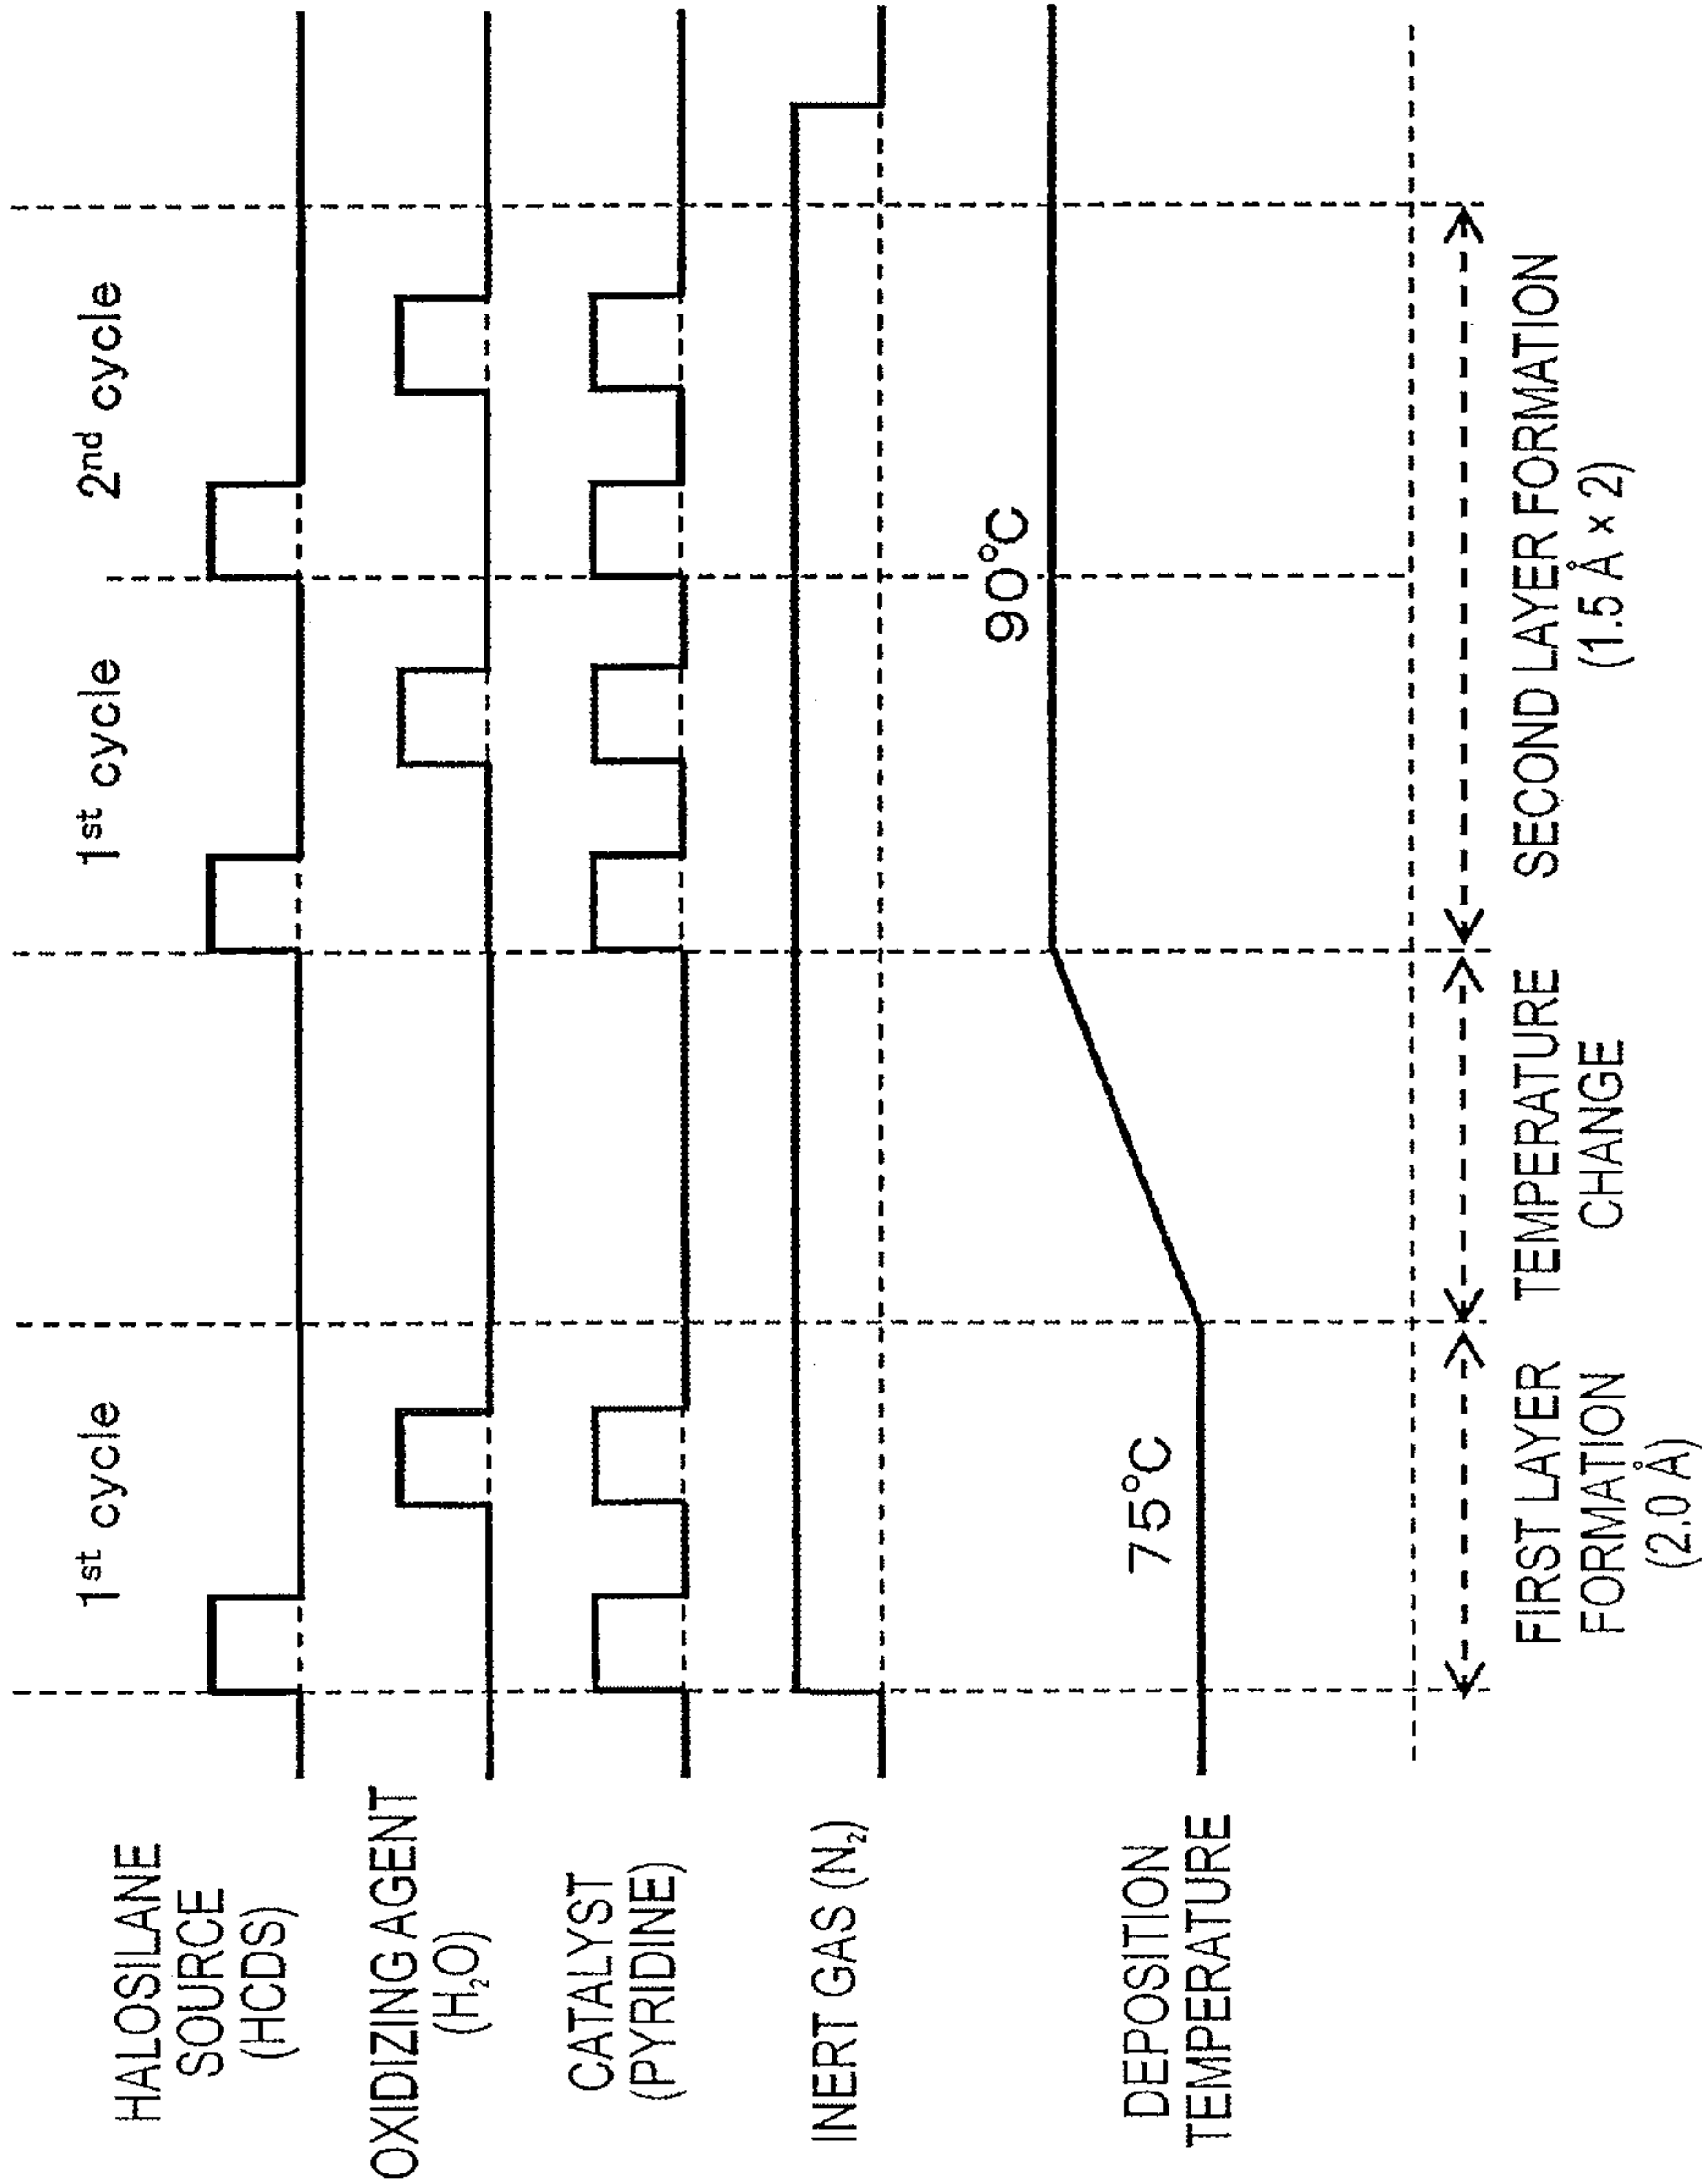 1st cycle
1st cycle
2nd cycle
HALOSILANE
SOURCE
(HCDS)
OXIDIZING AGENT
(H₂O)
CATALYST
(PYRIDINE)
INERT GAS (N₂)
DEPOSITION
TEMPERATURE
75°C
90°C
FIRST LAYER
FORMATION
(2.0 Å)
TEMPERATURE
CHANGE
SECOND LAYER FORMATION
(1.5 Å × 2)